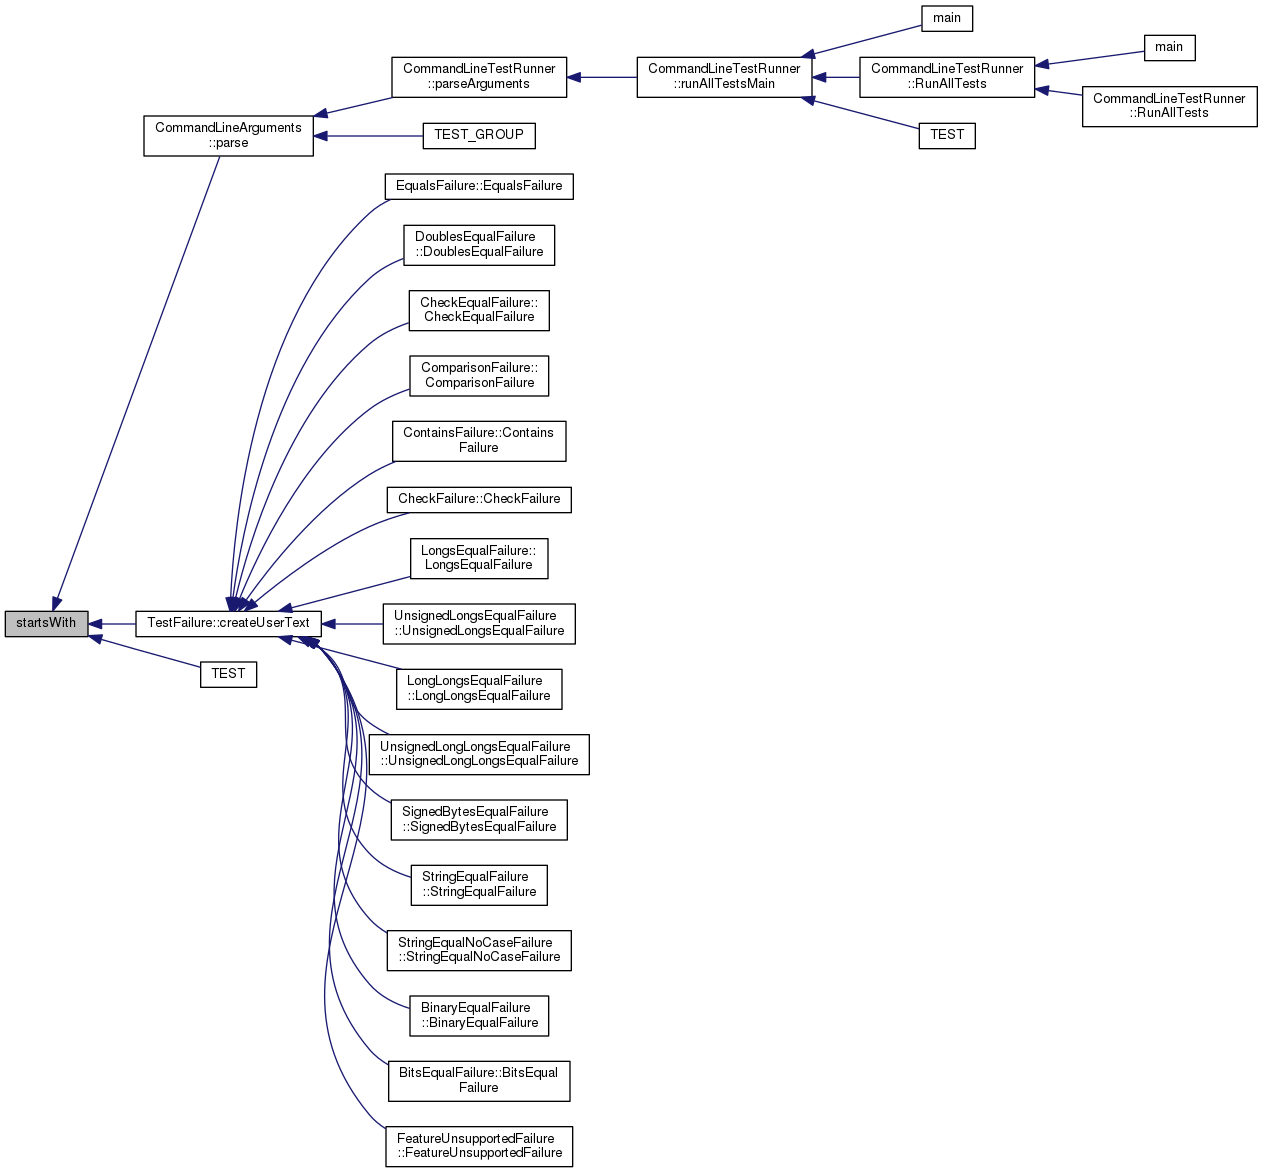 main
main
CommandLineTestRunner
::parseArguments
CommandLineTestRunner
::runAllTestsMain
CommandLineTestRunner
::RunAllTests
CommandLineTestRunner
::RunAllTests
CommandLineArguments
::parse
TEST_GROUP
TEST
EqualsFailure::EqualsFailure
DoublesEqualFailure
::DoublesEqualFailure
CheckEqualFailure::
CheckEqualFailure
ComparisonFailure::
ComparisonFailure
ContainsFailure::Contains
Failure
CheckFailure::CheckFailure
LongsEqualFailure::
LongsEqualFailure
startsWith
TestFailure::createUserText
UnsignedLongsEqualFailure
::UnsignedLongsEqualFailure
TEST
LongLongsEqualFailure
::LongLongsEqualFailure
UnsignedLongLongsEqualFailure
::UnsignedLongLongsEqualFailure
SignedBytesEqualFailure
::SignedBytesEqualFailure
StringEqualFailure
::StringEqualFailure
StringEqualNoCaseFailure
::StringEqualNoCaseFailure
BinaryEqualFailure
::BinaryEqualFailure
BitsEqualFailure::BitsEqual
Failure
FeatureUnsupportedFailure
::FeatureUnsupportedFailure